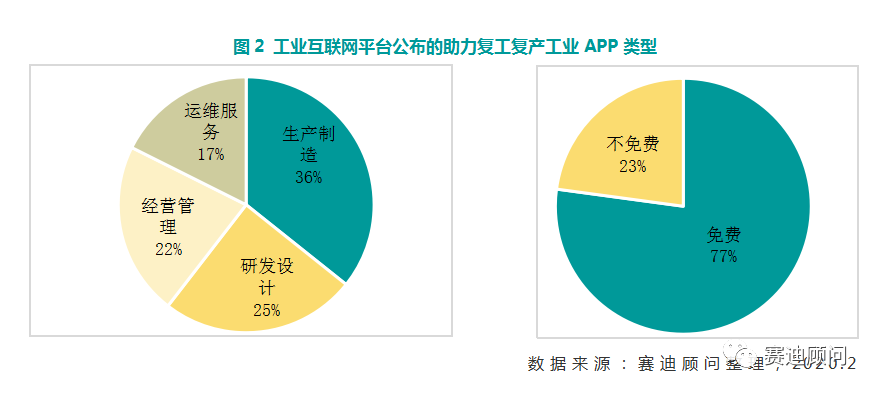 图 2 工业互联网平台公布的助力复工复产工业 APP 类型
运维服
务
17%
生产制
造
36%
经营管
理
22%
研发设
计
25%
不免费
23%
免费
77%
数据来源：赛迪顾问整理，2020.2
赛迪顾问